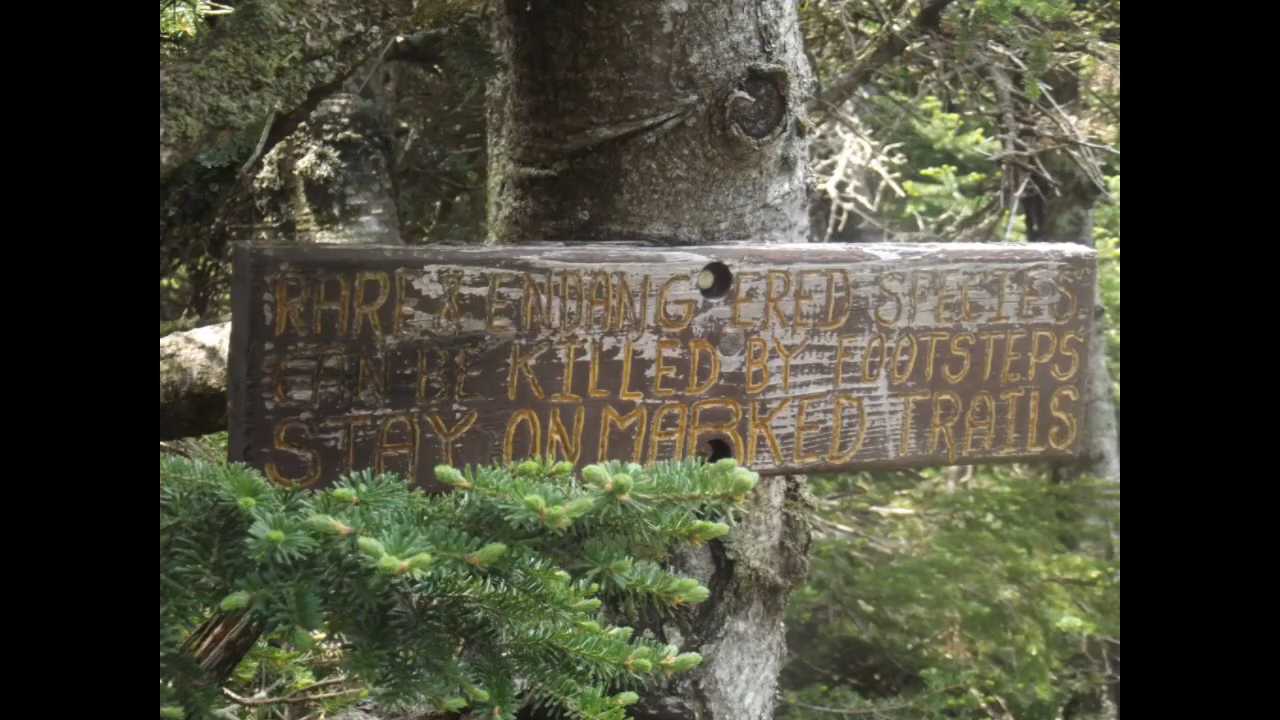 RARE & ENDANGERED SPECIES
CAN BE KILLED BY FOOTSTEPS
STAY ON MARKED TRAILS